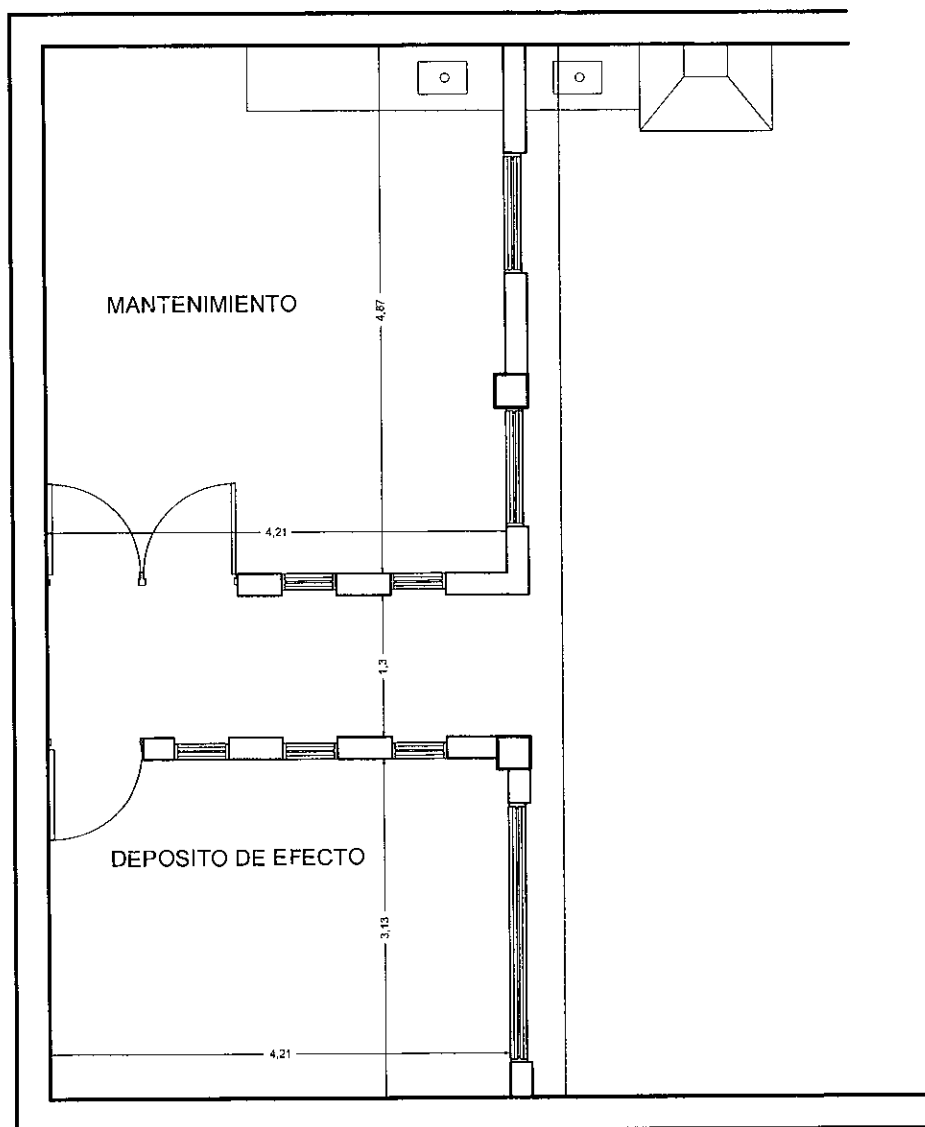 MANTENIMIENTO
4,87
4,21
1,3
DEPOSITO DE EFECTO
3,13
4,21